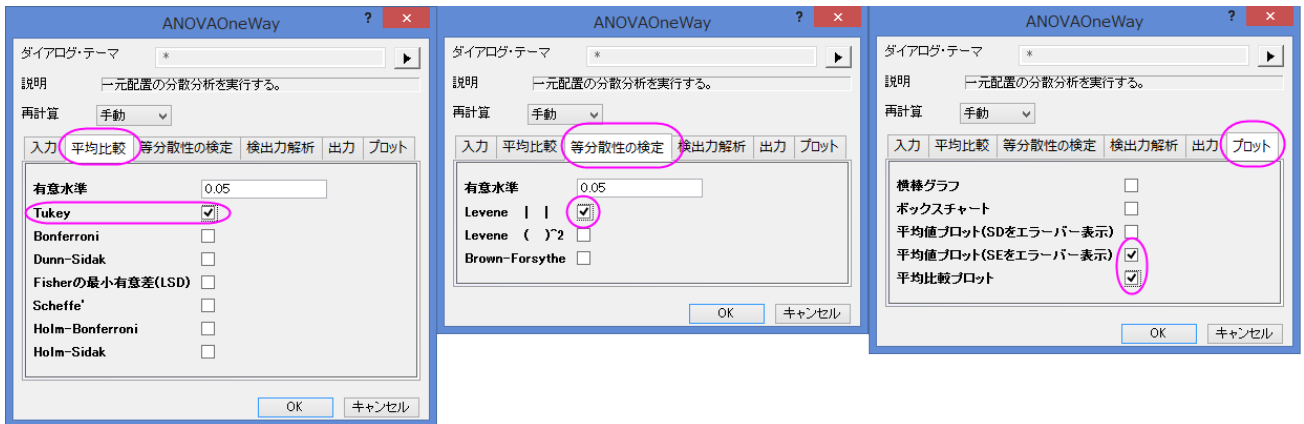 ANOVAOneWay ? ×
ダイアログ・テーマ *
説明 一元配置の分散分析を実行する。
再計算 手動
入力 平均比較 等分散性の検定 検出力解析 出力 プロット
有意水準 0.05
Tukey
Bonferroni
Dunn-Sidak
Fisherの最小有意差(LSD)
Scheffe'
Holm-Bonferroni
Holm-Sidak
OK キャンセル
ANOVAOneWay ? ×
ダイアログ・テーマ *
説明 一元配置の分散分析を実行する。
再計算 手動
入力 平均比較 等分散性の検定 検出力解析 出力 プロット
有意水準 0.05
Levene | |
Levene ( )^2
Brown-Forsythe
OK キャンセル
ANOVAOneWay ? ×
ダイアログ・テーマ *
説明 一元配置の分散分析を実行する。
再計算 手動
入力 平均比較 等分散性の検定 検出力解析 出力 プロット
横棒グラフ
ボックスチャート
平均値プロット(SDをエラーバー表示)
平均値プロット(SEをエラーバー表示)
平均比較プロット
OK キャンセル